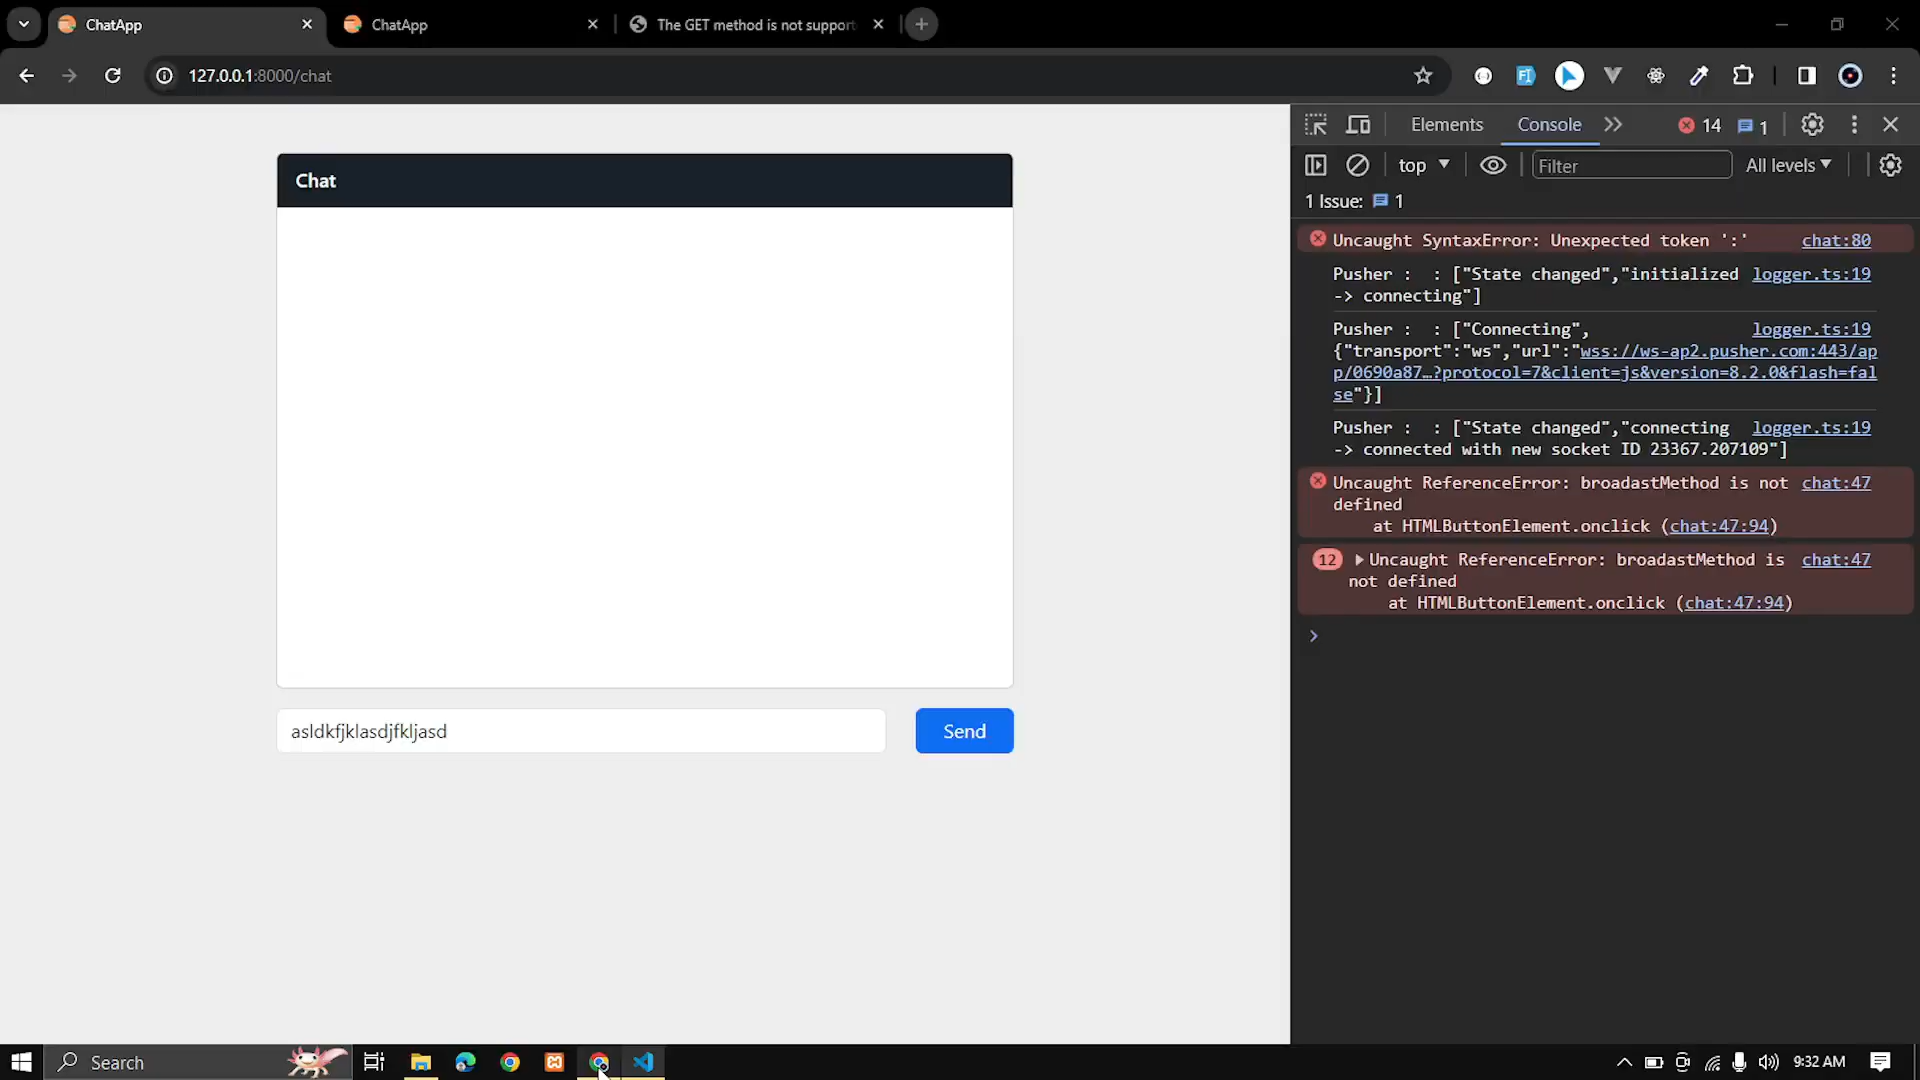 ChatApp
ChatApp
The GET method is not support
127.0.0.1:8000/chat
Elements
Console
14
1
top
Filter
All levels
1 Issue: 1
Uncaught SyntaxError: Unexpected token ':' chat:80
Pusher :  : ["State changed","initialized logger.ts:19
-> connecting"]
Pusher :  : ["Connecting", logger.ts:19
{"transport":"ws","url":"wss://ws-ap2.pusher.com:443/ap
p/0690a87…?protocol=7&client=js&version=8.2.0&flash=fal
se"}]
Pusher :  : ["State changed","connecting logger.ts:19
-> connected with new socket ID 23367.207109"]
Uncaught ReferenceError: broadastMethod is not chat:47
defined
at HTMLButtonElement.onclick (chat:47:94)
12 Uncaught ReferenceError: broadastMethod is chat:47
not defined
at HTMLButtonElement.onclick (chat:47:94)
Chat
asldkfjklasdjfkljasd
Send
Search
9:32 AM